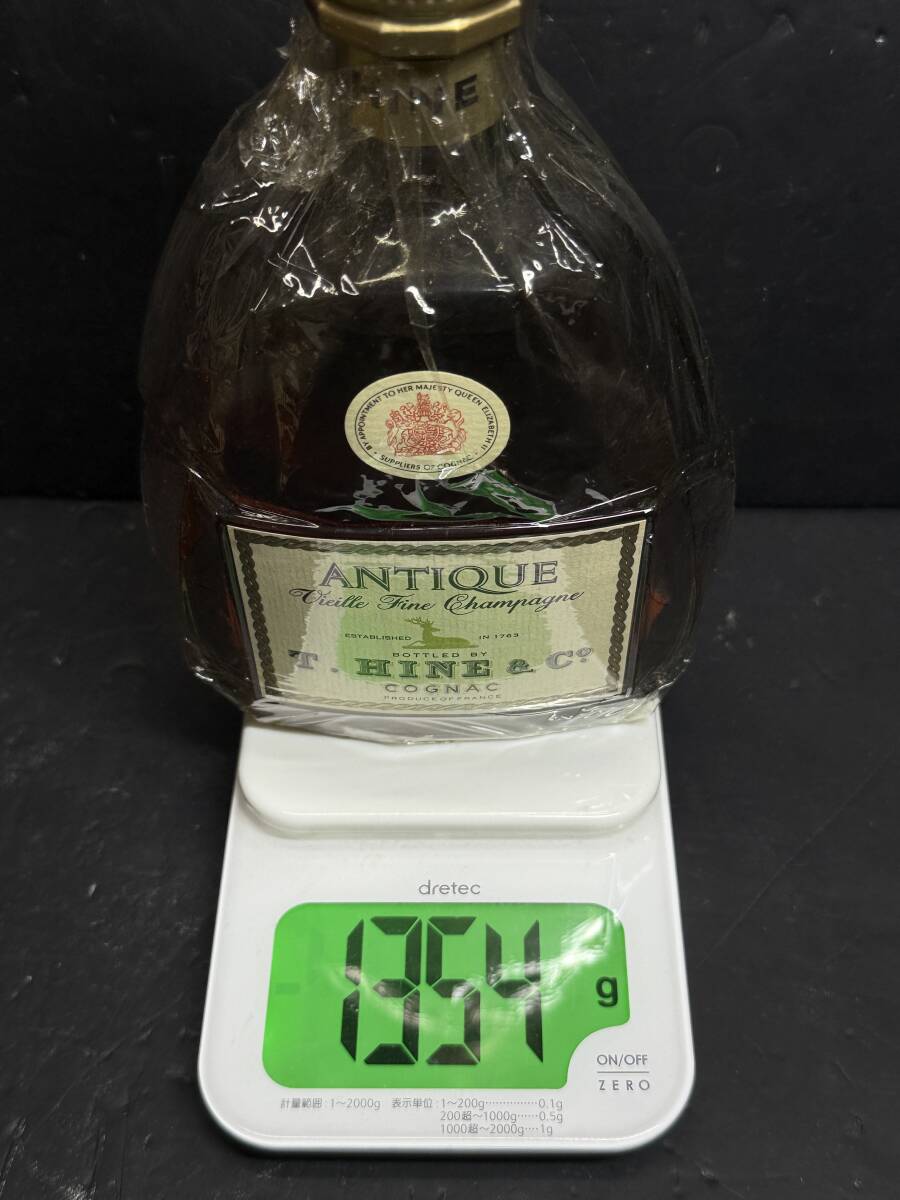 HINE
BY APPOINTMENT TO HER MAJESTY QUEEN ELIZABETH II
SUPPLIERS OF COGNAC
ANTIQUE
Vieille Fine Champagne
ESTABLISHED IN 1763
BOTTLED BY
T. HINE & Cº
COGNAC
PRODUCE OF FRANCE
dretec
1354 g
ON/OFF
ZERO
計量範囲:1〜2000g 表示単位:1〜200g……………0.1g
200超〜1000g……0.5g
1000超〜2000g…1g